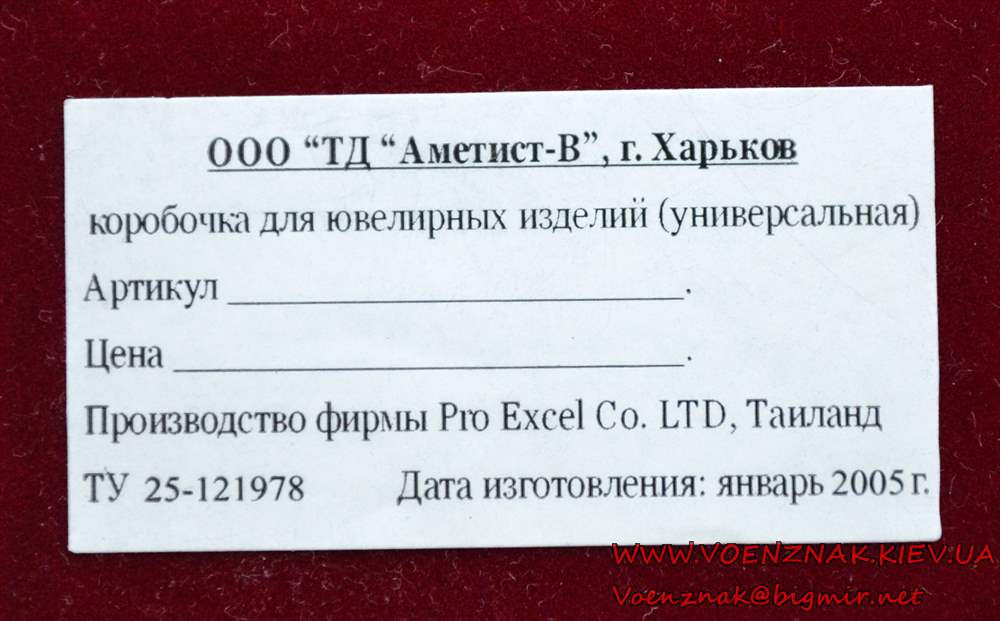 ООО “ТД “Аметист-В”, г. Харьков
коробочка для ювелирных изделий (универсальная)
Артикул ______________________________.
Цена __________________________________.
Производство фирмы Pro Excel Co. LTD, Таиланд
ТУ 25-121978 Дата изготовления: январь 2005 г.
WWW.VOENZNAK.KIEV.UA
Voenznak@bigmir.net